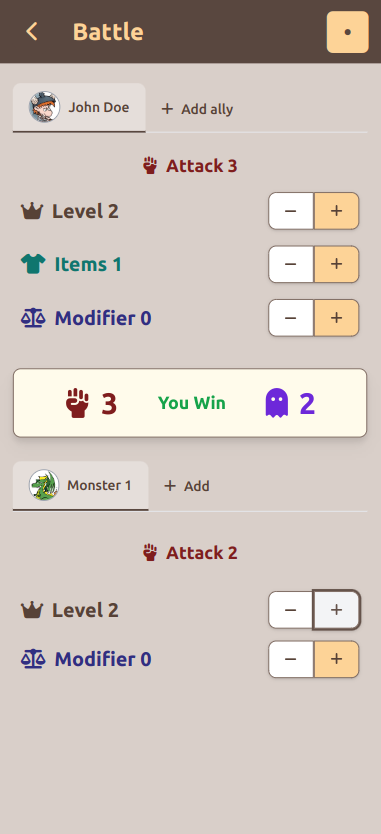 Battle
John Doe + Add ally
Attack 3
Level 2 − +
Items 1 − +
Modifier 0 − +
3 You Win 2
Monster 1 + Add
Attack 2
Level 2 − +
Modifier 0 − +